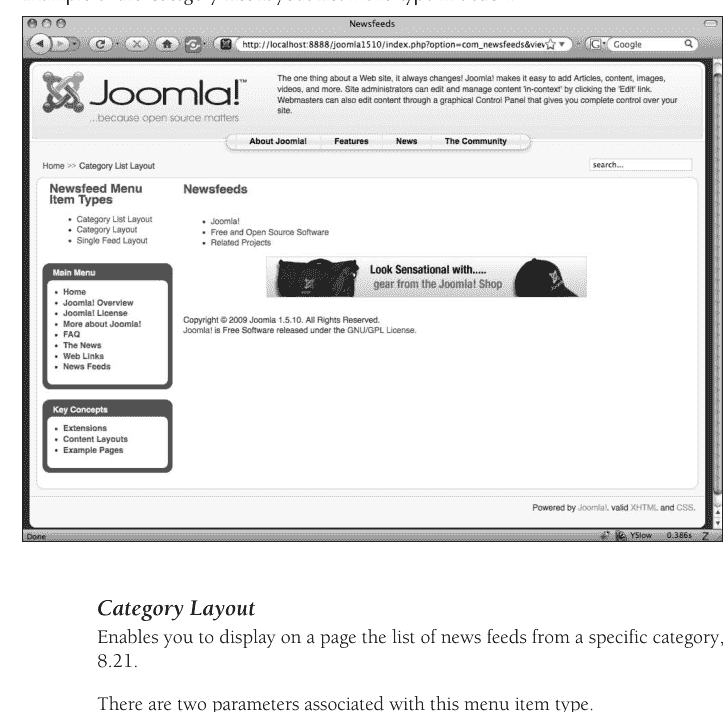 Newsfeeds
http://localhost:8888/joomla1510/index.php?option=com_newsfeeds&view
Google
Joomla!™
...because open source matters
The one thing about a Web site, it always changes! Joomla! makes it easy to add Articles, content, images,
videos, and more. Site administrators can edit and manage content 'in-context' by clicking the 'Edit' link.
Webmasters can also edit content through a graphical Control Panel that gives you complete control over your
site.
About Joomla! Features News The Community
Home >> Category List Layout
search...
Newsfeed Menu
Item Types
• Category List Layout
• Category Layout
• Single Feed Layout
Main Menu
• Home
• Joomla! Overview
• Joomla! License
• More about Joomla!
• FAQ
• The News
• Web Links
• News Feeds
Key Concepts
• Extensions
• Content Layouts
• Example Pages
Newsfeeds
• Joomla!
• Free and Open Source Software
• Related Projects
Look Sensational with.....
gear from the Joomla! Shop
Copyright © 2009 Joomla 1.5.10. All Rights Reserved.
Joomla! is Free Software released under the GNU/GPL License.
Powered by Joomla!. valid XHTML and CSS.
Done
YSlow 0.386s
Category Layout
Enables you to display on a page the list of news feeds from a specific category,
8.21.
There are two parameters associated with this menu item type.